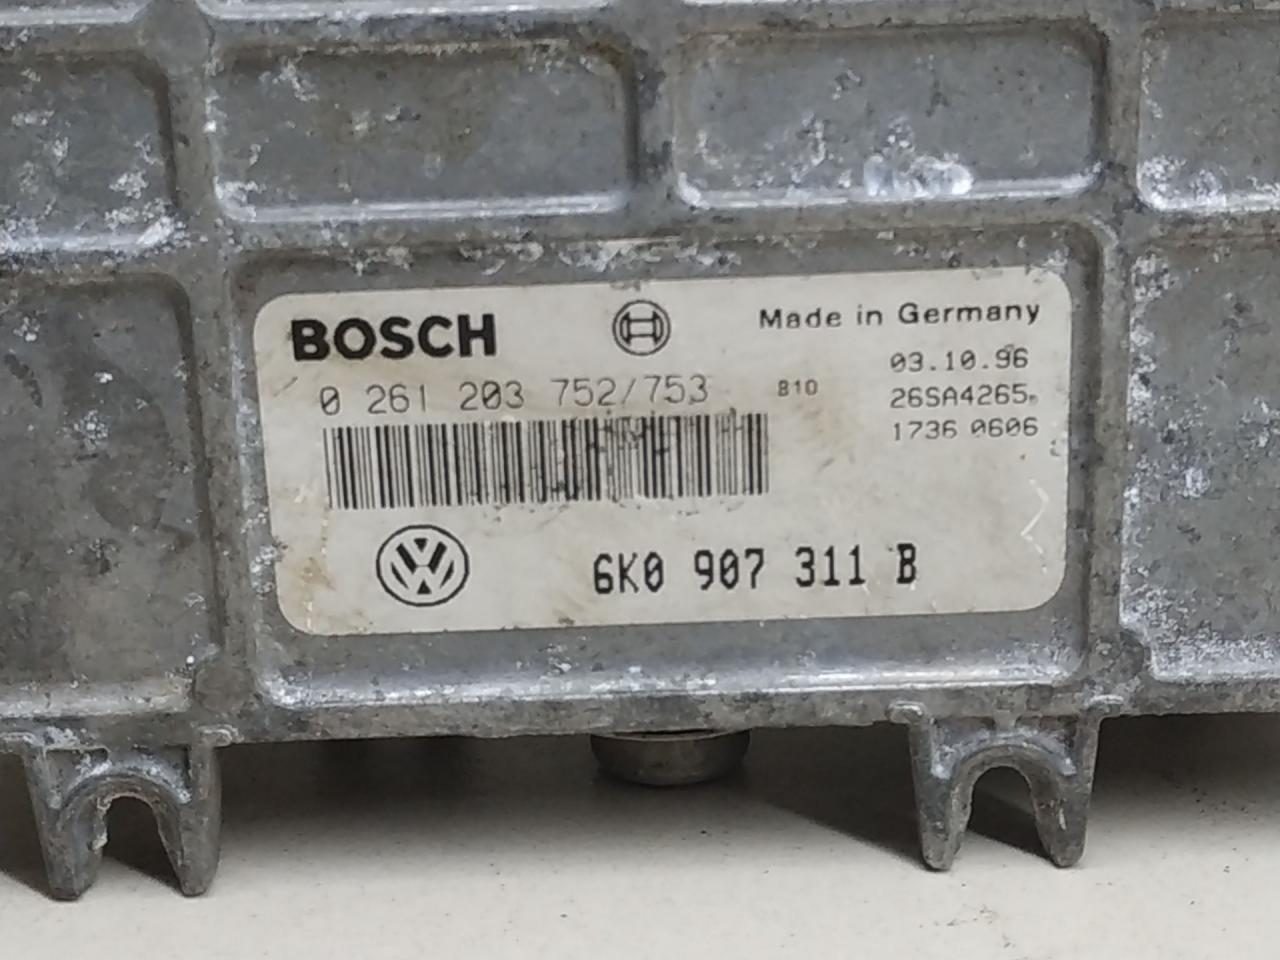 BOSCH
Made in Germany
03.10.96
0 261 203 752/753
810
26SA4265
1736 0606
6K0 907 311 B